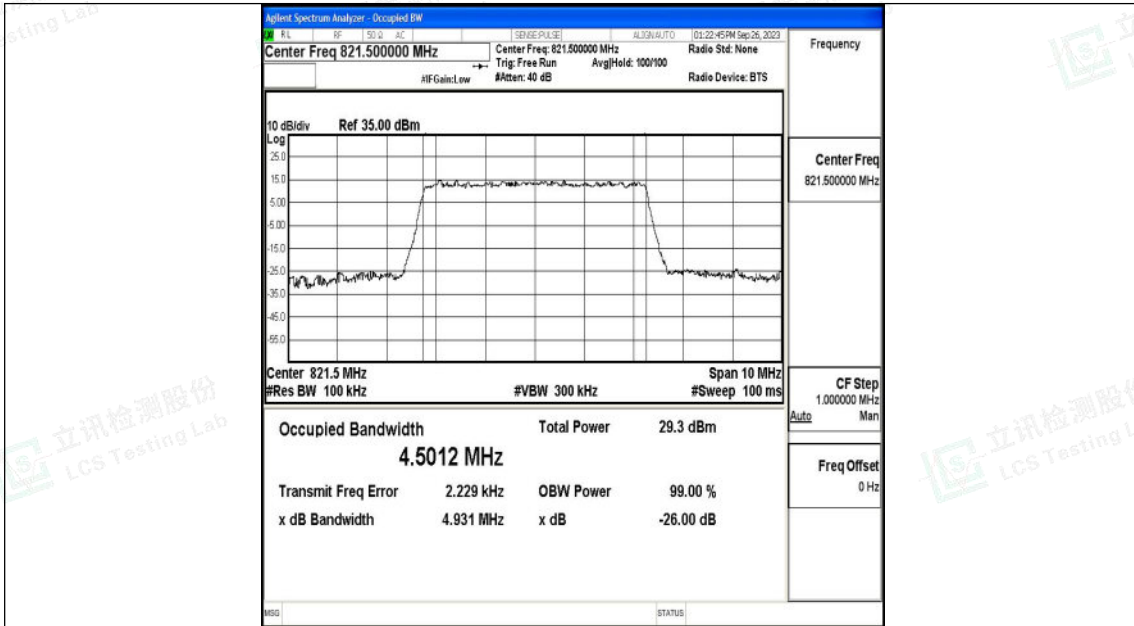 Agilent Spectrum Analyzer - Occupied BW
RL RF 50 Ω AC SENSE:PULSE ALIGNAUTO 01:22:45 PM Sep 26, 2023
Center Freq 821.500000 MHz
Center Freq: 821.500000 MHz
Radio Std: None
Trig: Free Run Avg|Hold: 100/100
#IFGain:Low
#Atten: 40 dB
Radio Device: BTS
10 dB/div Ref 35.00 dBm
Log
25.0
15.0
5.00
-5.00
-15.0
-25.0
-35.0
-45.0
-55.0
Center 821.5 MHz Span 10 MHz
#Res BW 100 kHz #VBW 300 kHz #Sweep 100 ms
Occupied Bandwidth Total Power 29.3 dBm
4.5012 MHz
Transmit Freq Error 2.229 kHz OBW Power 99.00 %
x dB Bandwidth 4.931 MHz x dB -26.00 dB
MSG STATUS
Frequency
Center Freq
821.500000 MHz
CF Step
1.000000 MHz
Auto Man
Freq Offset
0 Hz
立讯检测股份
LCS Testing Lab
立讯检测股份
LCS Testing L
sting Lab